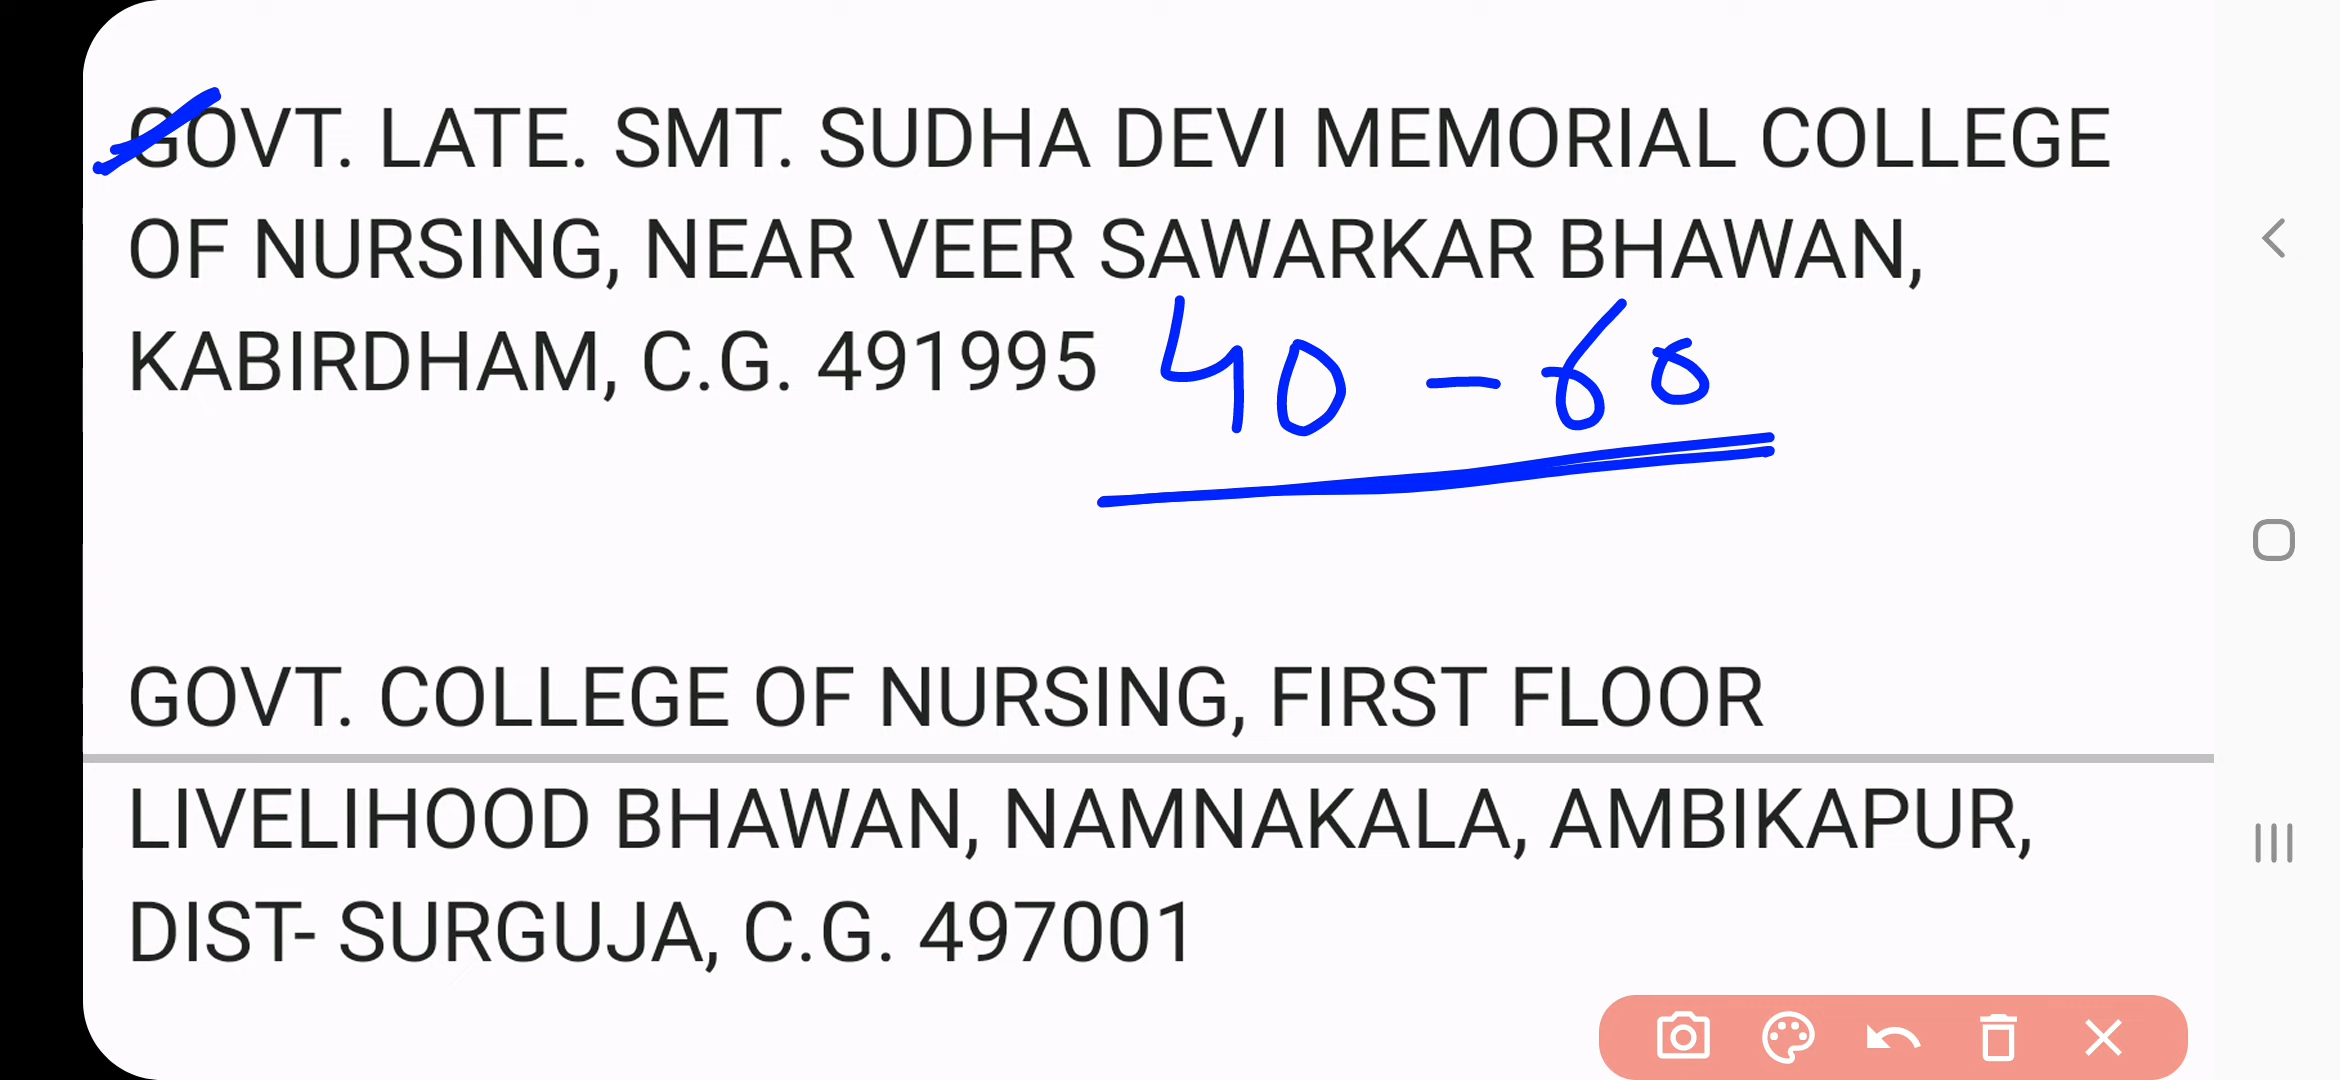 GOVT. LATE. SMT. SUDHA DEVI MEMORIAL COLLEGE
OF NURSING, NEAR VEER SAWARKAR BHAWAN,
KABIRDHAM, C.G. 491995 40 - 60
GOVT. COLLEGE OF NURSING, FIRST FLOOR
LIVELIHOOD BHAWAN, NAMNAKALA, AMBIKAPUR,
DIST- SURGUJA, C.G. 497001